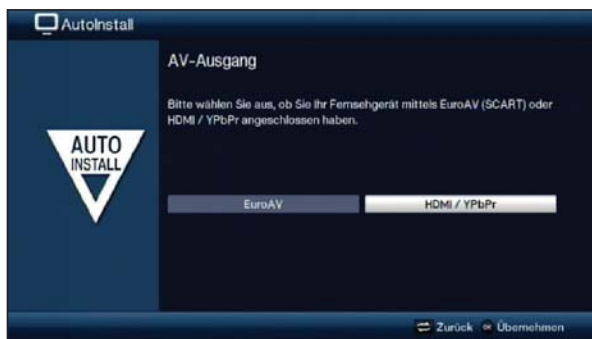 AutoInstall
AV-Ausgang
Bitte wählen Sie aus, ob Sie Ihr Fernsehgerät mittels EuroAV (SCART) oder
HDMI / YPbPr angeschlossen haben.
AUTO
INSTALL
EuroAV
HDMI / YPbPr
Zurück OK Übernehmen